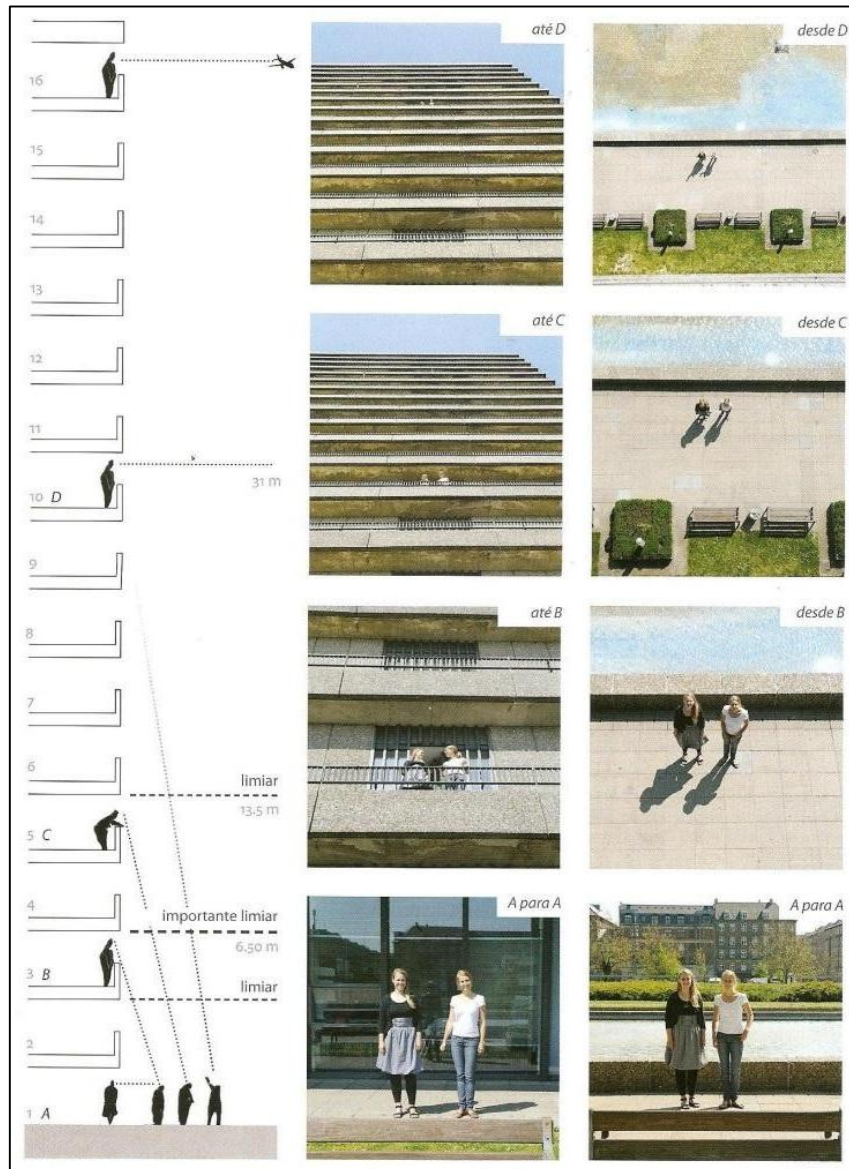 16
15
14
13
12
11
31 m
10 D
9
8
7
6
limiar
13.5 m
5 C
4
importante limiar
6.50 m
3 B
limiar
2
1 A
até D
desde D
até C
desde C
até B
desde B
A para A
A para A